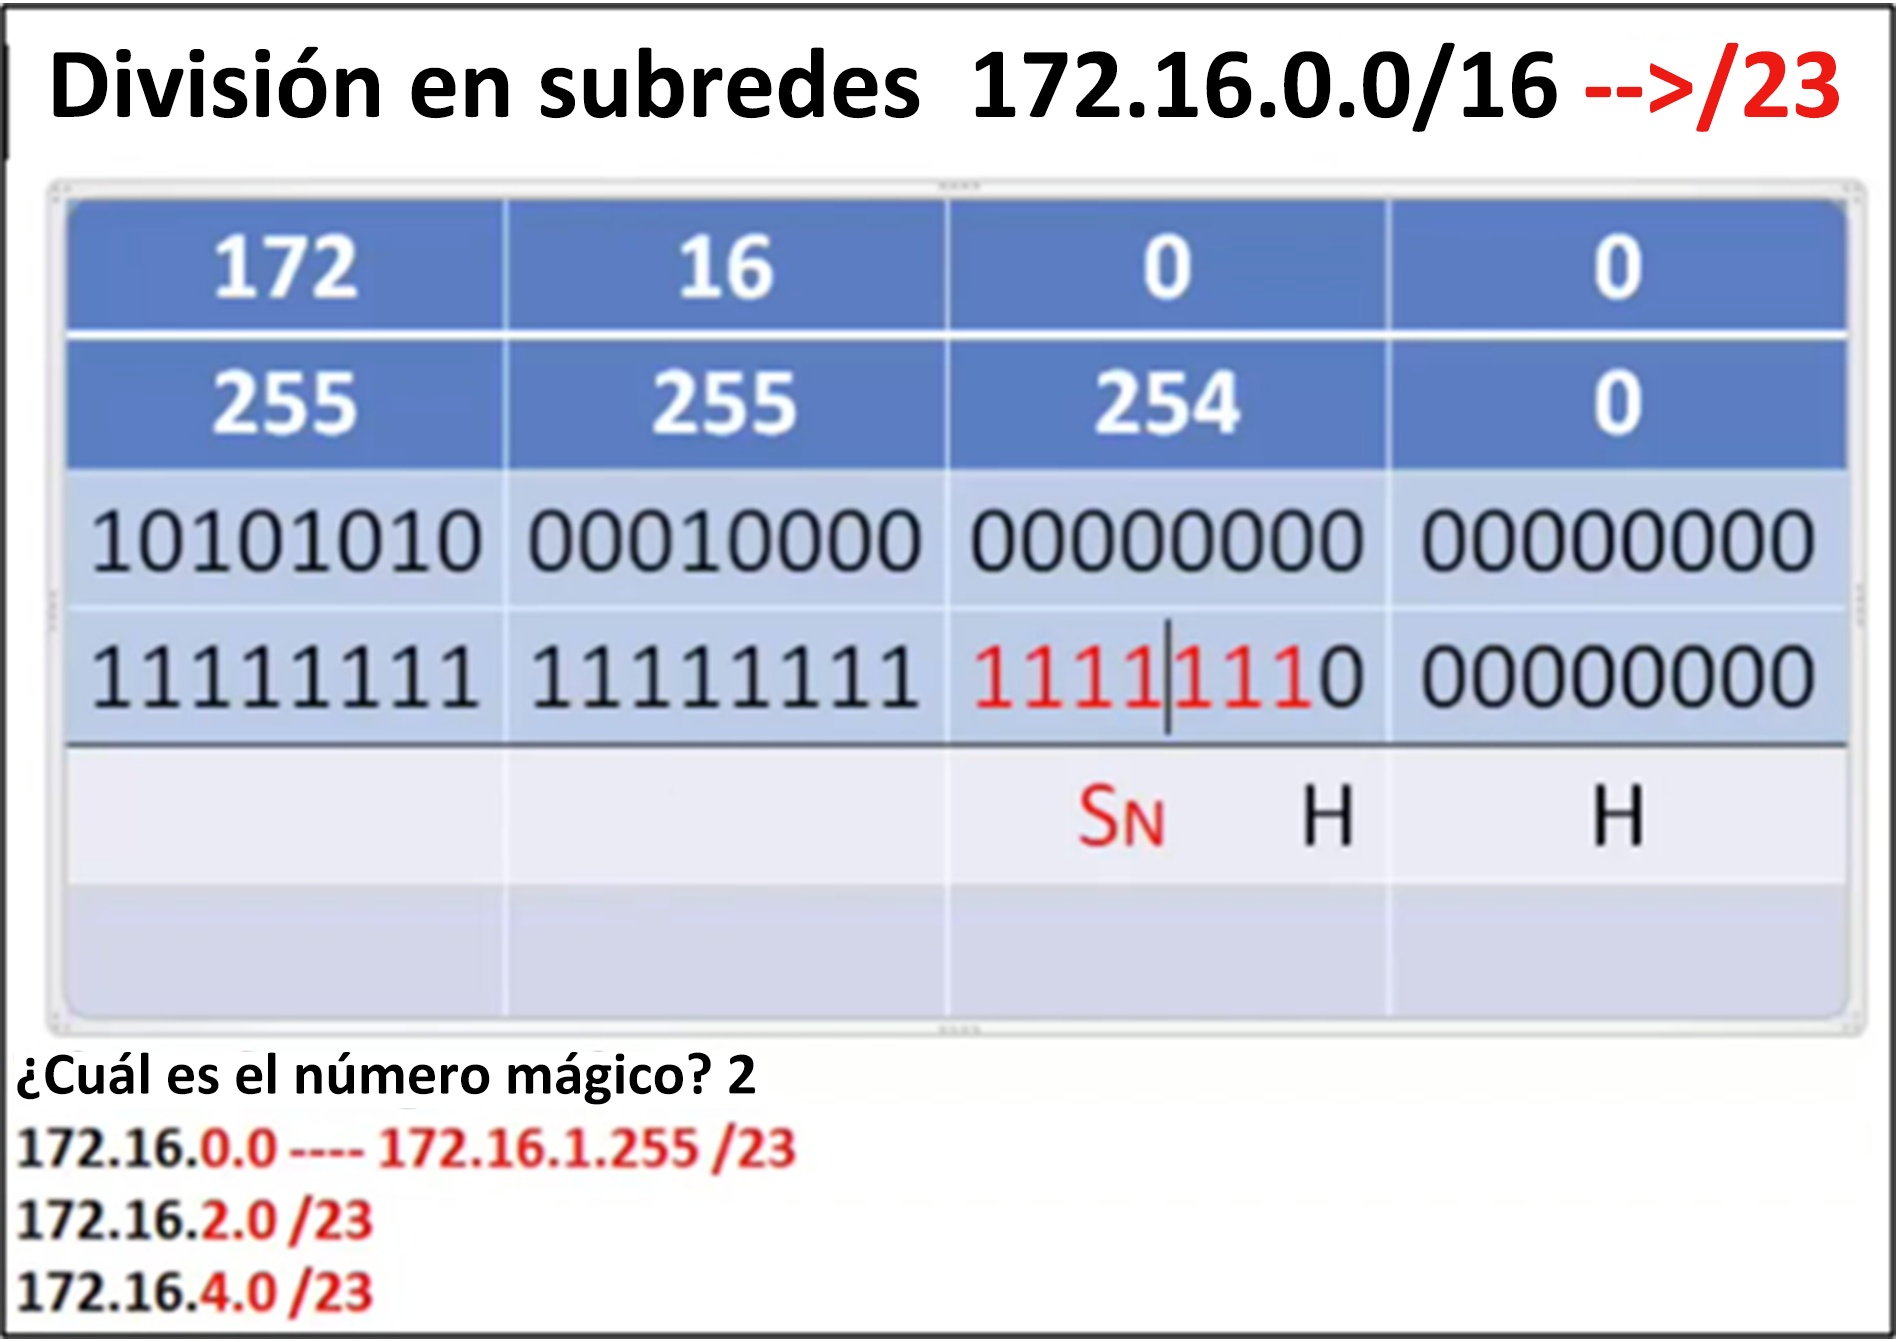 División en subredes 172.16.0.0/16 -->/23
172 16 0 0
255 255 254 0
10101010 00010000 00000000 00000000
11111111 11111111 11111110 00000000
SN H H
¿Cuál es el número mágico? 2
172.16.0.0 ---- 172.16.1.255 /23
172.16.2.0 /23
172.16.4.0 /23